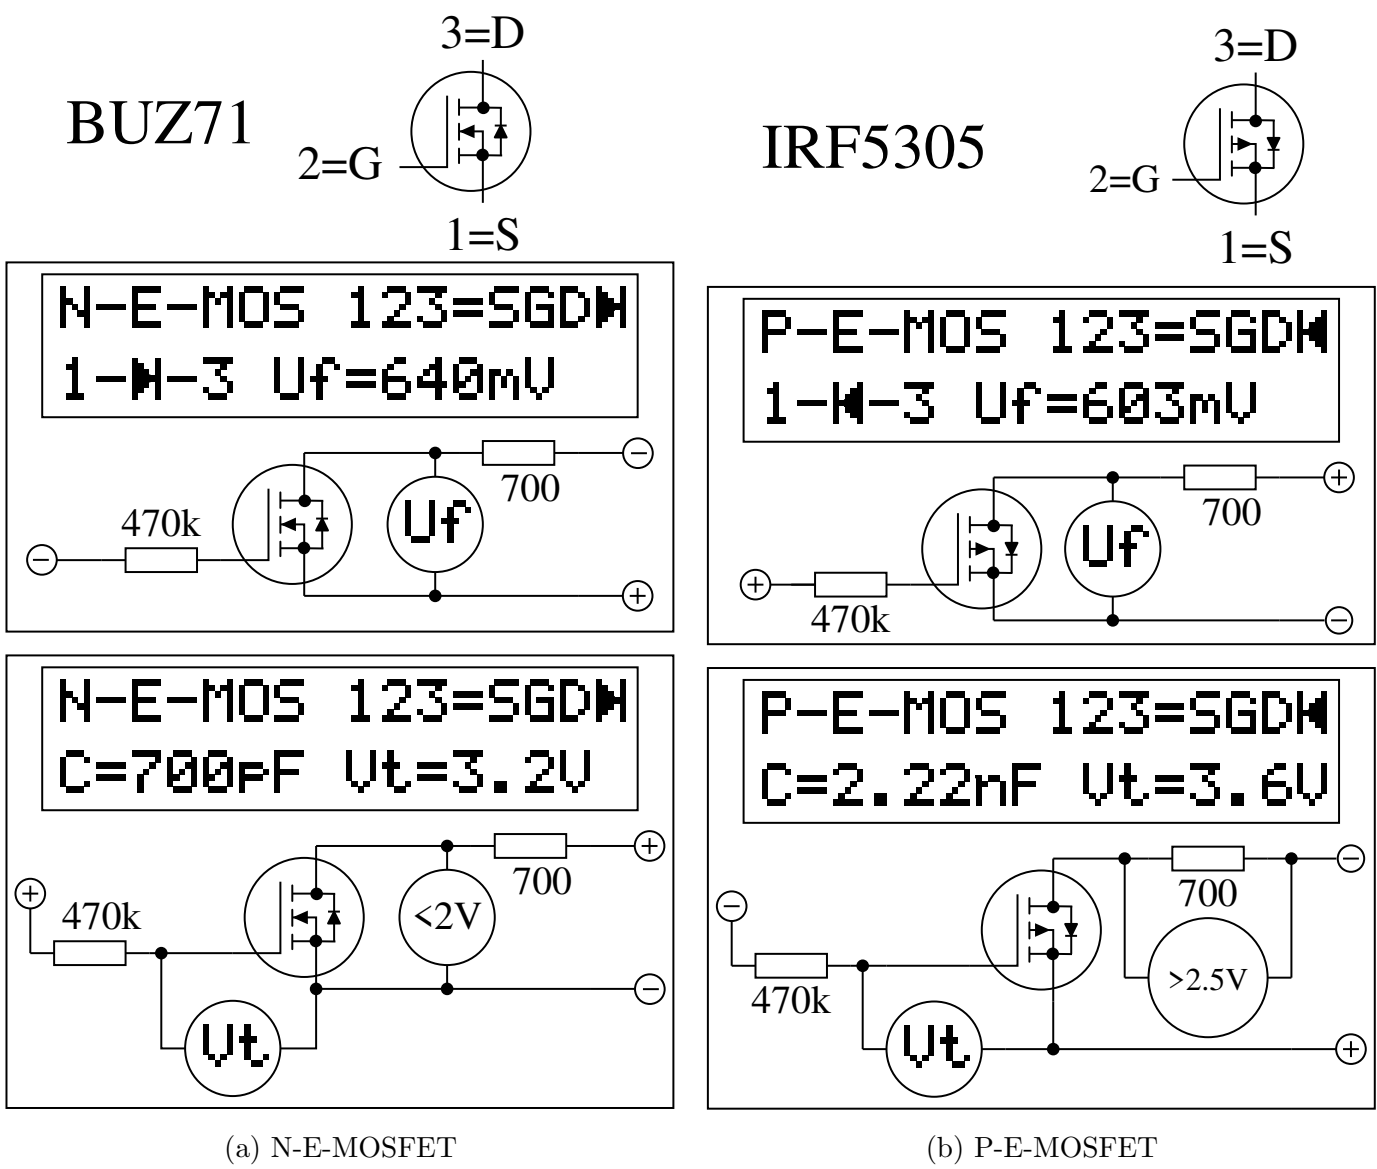 3=D
BUZ71
2=G
1=S
N-E-MOS 123=SGD
1- -3 Uf=640mV
700
Uf
470k
−
−
+
N-E-MOS 123=SGD
C=700pF Vt=3.2V
+
700
+
470k
<2V
−
Vt
(a) N-E-MOSFET
3=D
IRF5305
2=G
1=S
P-E-MOS 123=SGD
1- -3 Uf=603mV
+
700
Uf
+
470k
−
P-E-MOS 123=SGD
C=2.22nF Vt=3.6V
−
700
−
470k
>2.5V
Vt
+
(b) P-E-MOSFET